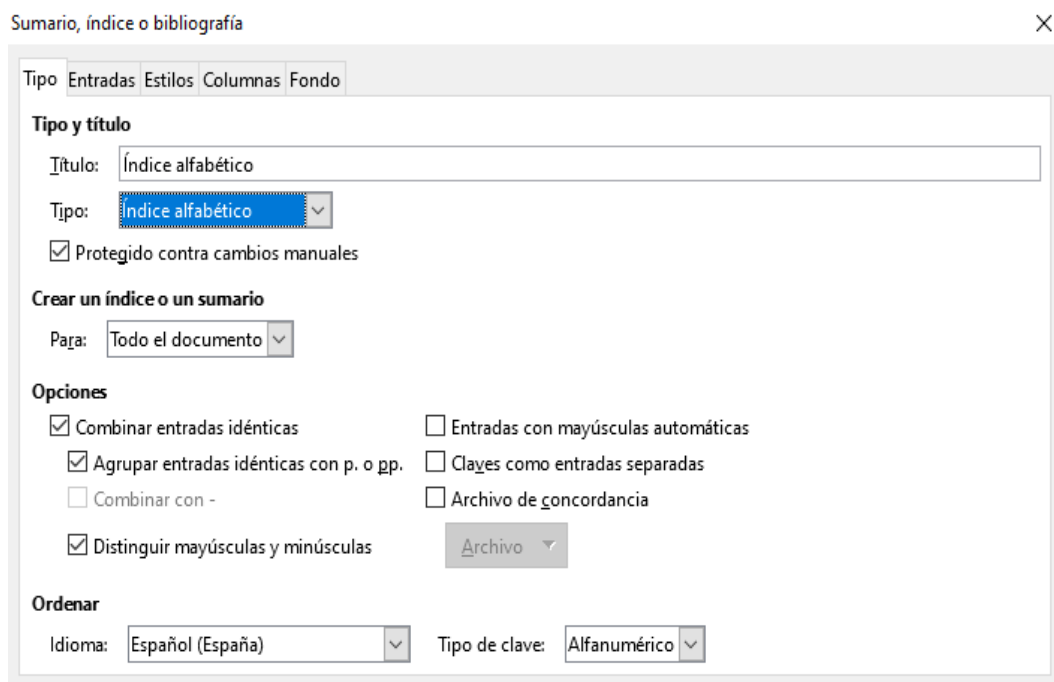 Sumario, índice o bibliografía
Tipo Entradas Estilos Columnas Fondo
Tipo y título
Título: Índice alfabético
Tipo: Índice alfabético
Protegido contra cambios manuales
Crear un índice o un sumario
Para: Todo el documento
Opciones
Combinar entradas idénticas Entradas con mayúsculas automáticas
Agrupar entradas idénticas con p. o pp. Claves como entradas separadas
Combinar con - Archivo de concordancia
Distinguir mayúsculas y minúsculas Archivo
Ordenar
Idioma: Español (España) Tipo de clave: Alfanumérico